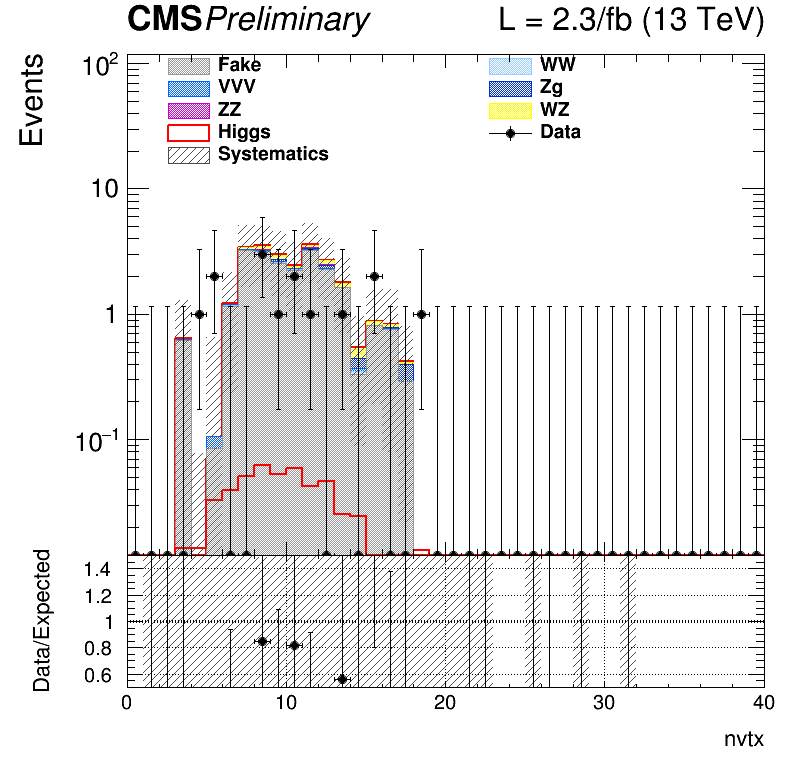 CMS Preliminary L = 2.3/fb (13 TeV)
Events
10²
10
1
10⁻¹
Fake
VVV
ZZ
Higgs
Systematics
WW
Zg
WZ
Data
Data/Expected
1.4
1.2
1
0.8
0.6
0 10 20 30 40
nvtx